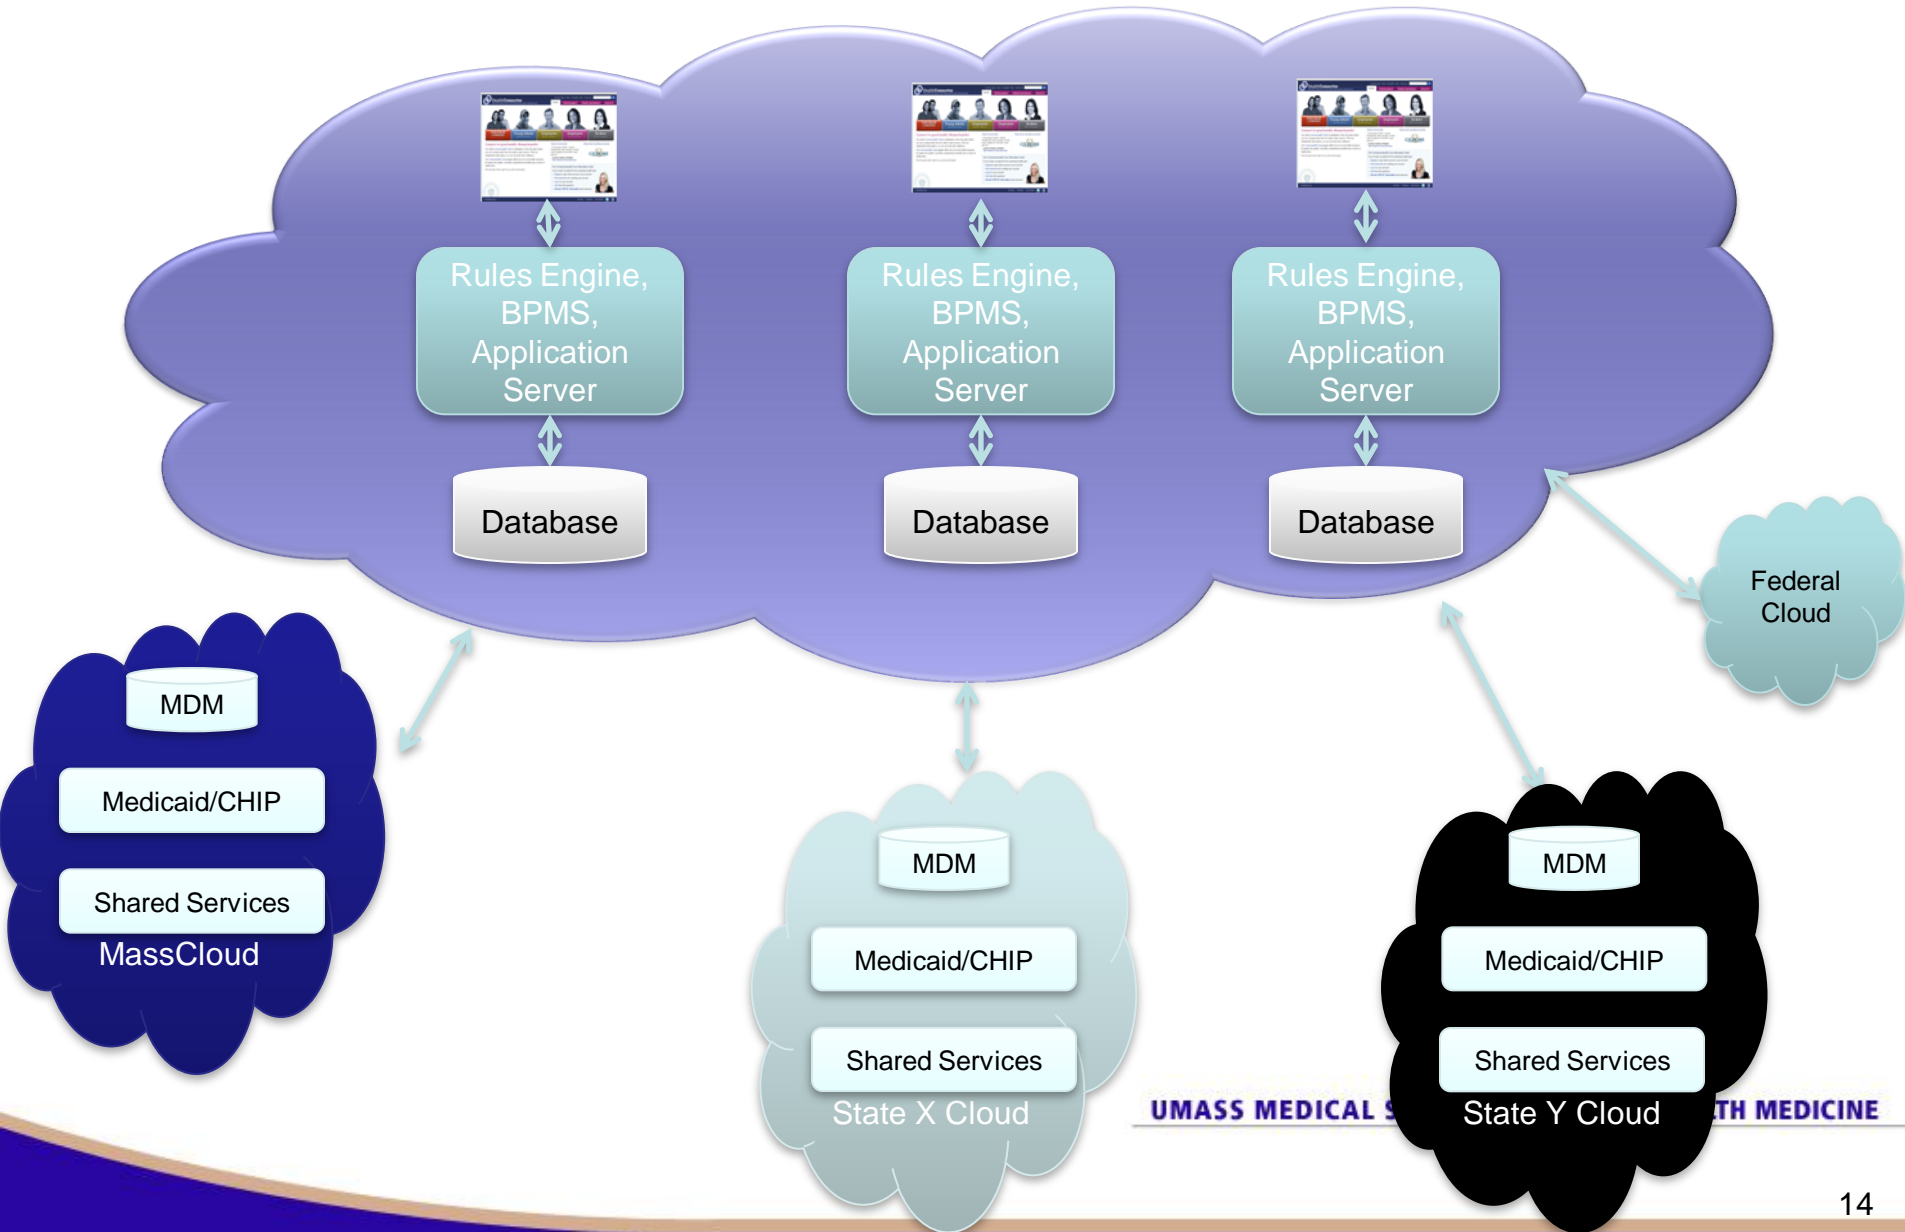 Rules Engine,
BPMS,
Application
Server
Rules Engine,
BPMS,
Application
Server
Rules Engine,
BPMS,
Application
Server
Database
Database
Database
Federal
Cloud
MDM
Medicaid/CHIP
Shared Services
MassCloud
MDM
Medicaid/CHIP
Shared Services
State X Cloud
MDM
Medicaid/CHIP
Shared Services
State Y Cloud
UMASS MEDICAL
MEDICINE
14